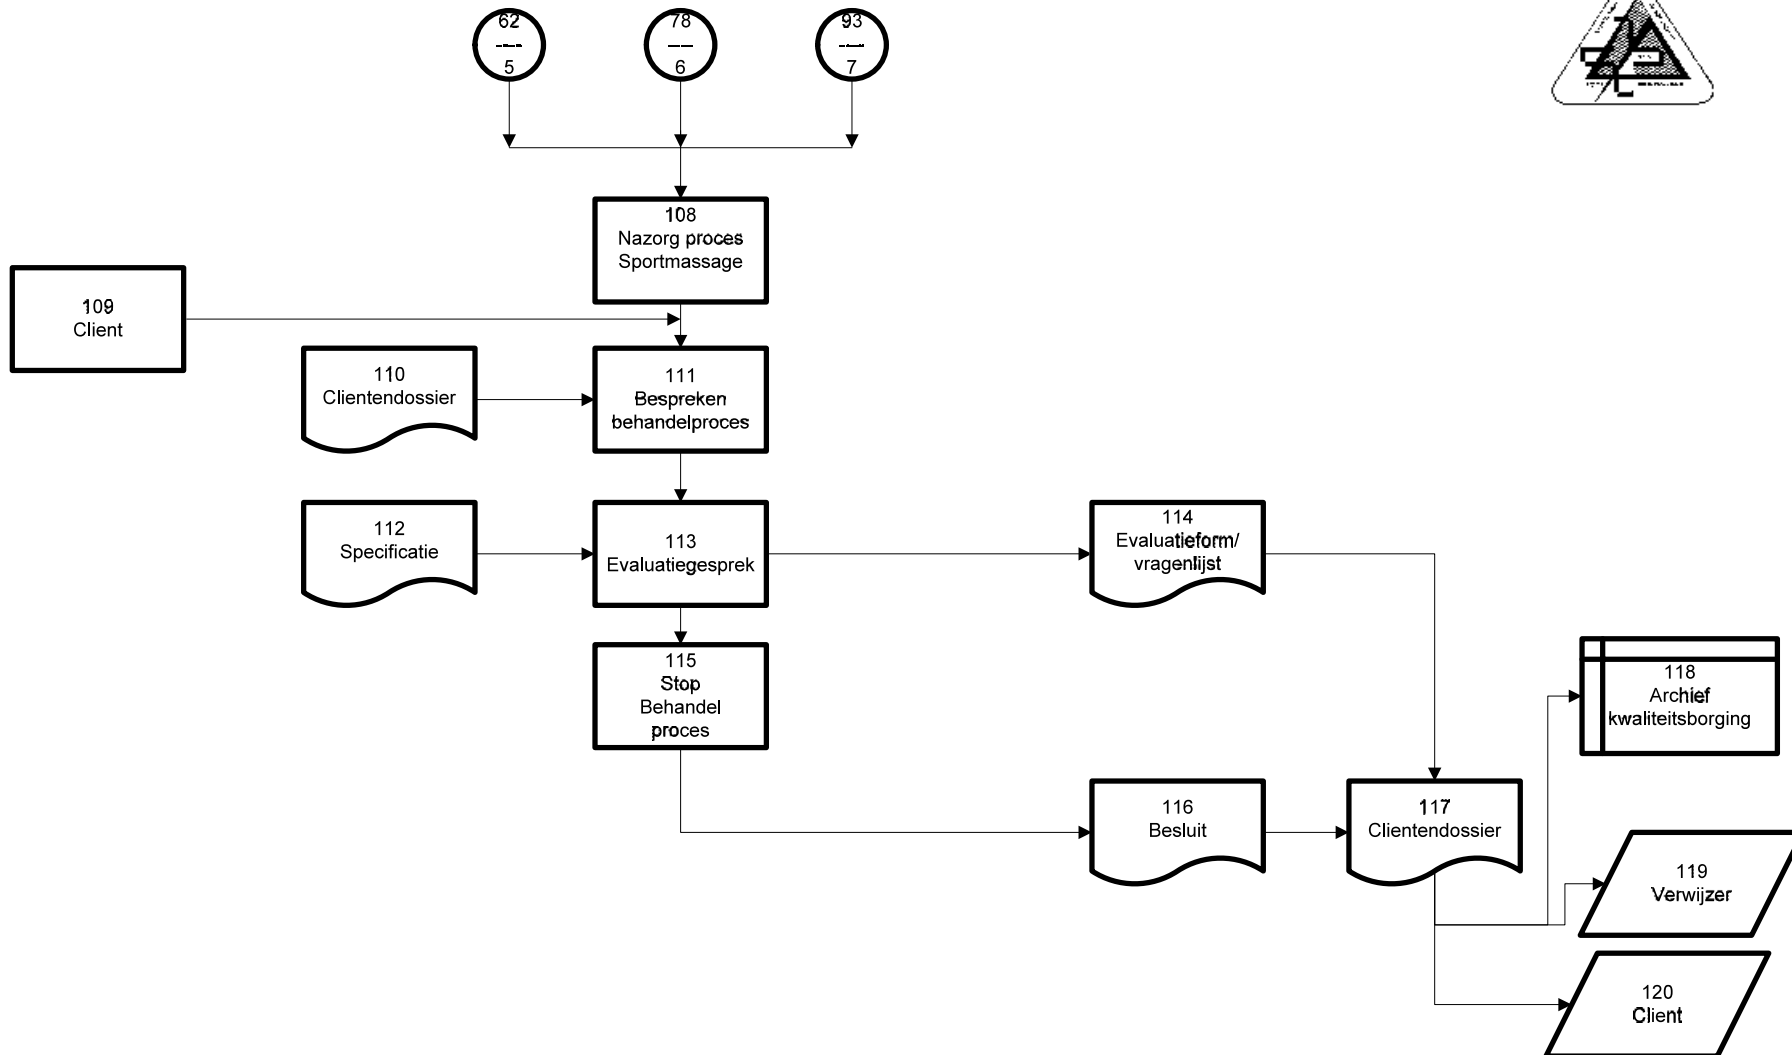 62
5
78
6
93
7
108
Nazorg proces
Sportmassage
109
Client
110
Clientendossier
111
Bespreken
behandelproces
112
Specificatie
113
Evaluatiegesprek
114
Evaluatieform/
vragenlijst
115
Stop
Behandel
proces
116
Besluit
117
Clientendossier
118
Archief
kwaliteitsborging
119
Verwijzer
120
Client